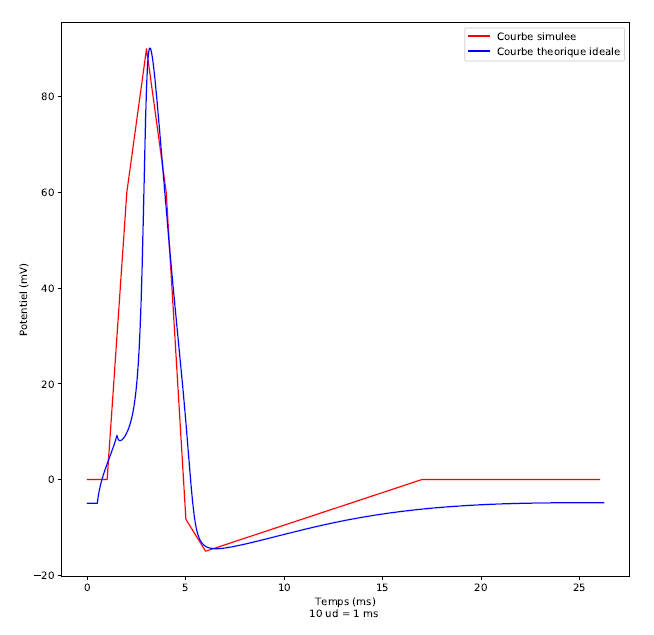 Courbe simulee
Courbe theorique ideale
80
60
40
20
0
−20
Potentiel (mV)
0 5 10 15 20 25
Temps (ms)
10 ud = 1 ms